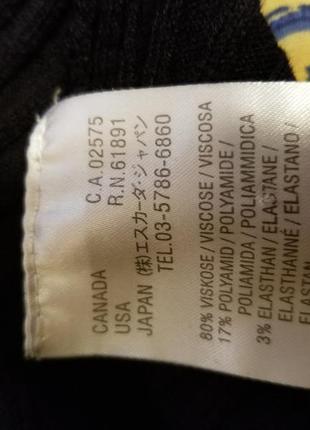 CANADA C.A.02575
USA R.N.61891
JAPAN (株)エスカーダ・ジャパン
TEL.03-5786-6860
80% VISKOSE / VISCOSE / VISCOSA
17% POLYAMID / POLYAMIDE /
POLIAMIDA / POLIAMMIDICA
3% ELASTHAN / ELASTANE /
ELASTHANNE / ELASTANO /